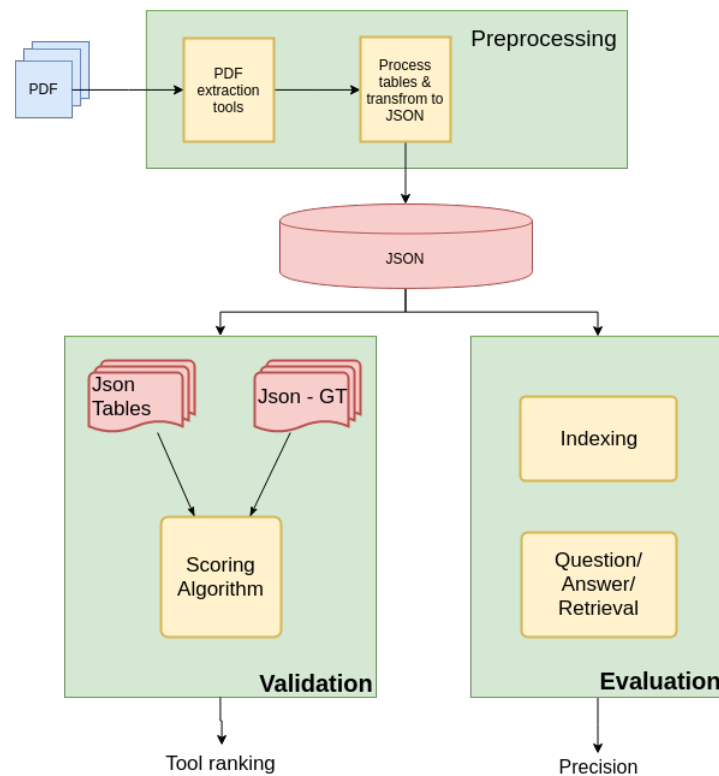 Preprocessing
PDF
PDF
extraction
tools
Process
tables &
transfrom to
JSON
JSON
Json
Tables
Json - GT
Scoring
Algorithm
Validation
Indexing
Question/
Answer/
Retrieval
Evaluation
Tool ranking
Precision